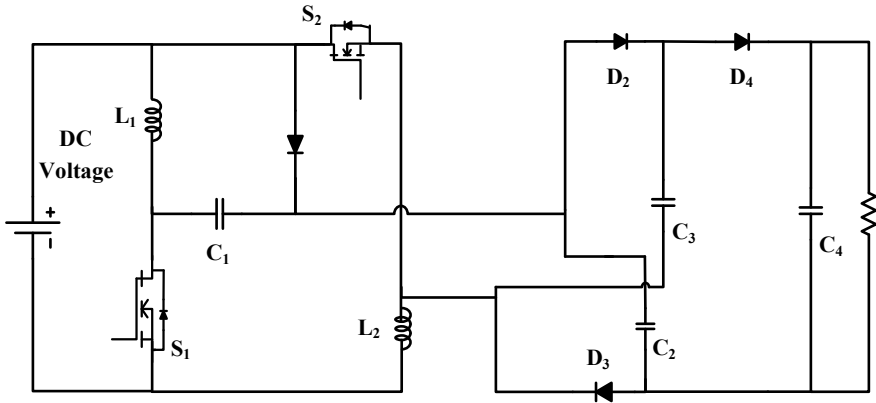 S₂
D₂
D₄
L₁
DC
Voltage
+
-
C₁
C₃
C₄
S₁
L₂
C₂
D₃